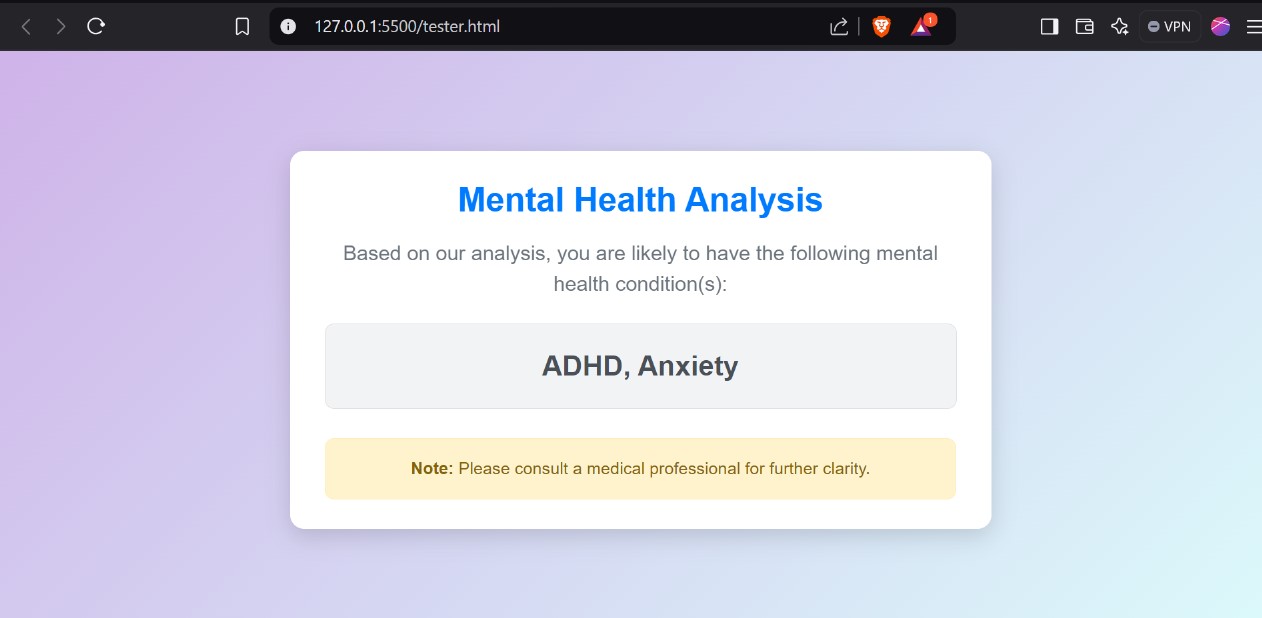 127.0.0.1:5500/tester.html
1
VPN
Mental Health Analysis
Based on our analysis, you are likely to have the following mental
health condition(s):
ADHD, Anxiety
Note: Please consult a medical professional for further clarity.